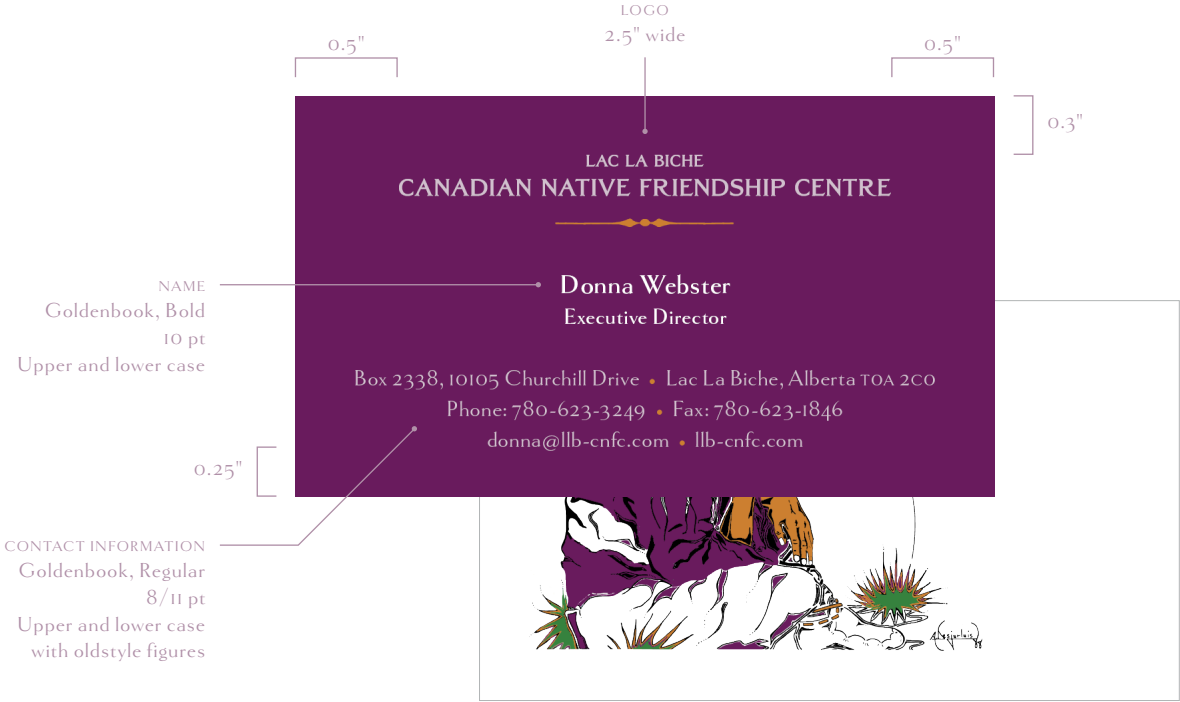 LOGO
2.5" wide
0.5"
0.5"
0.3"
LAC LA BICHE
CANADIAN NATIVE FRIENDSHIP CENTRE
Donna Webster
Executive Director
Box 2338, 10105 Churchill Drive • Lac La Biche, Alberta T0A 2C0
Phone: 780-623-3249 • Fax: 780-623-1846
donna@llb-cnfc.com • llb-cnfc.com
NAME
Goldenbook, Bold
10 pt
Upper and lower case
0.25"
CONTACT INFORMATION
Goldenbook, Regular
8/11 pt
Upper and lower case
with oldstyle figures